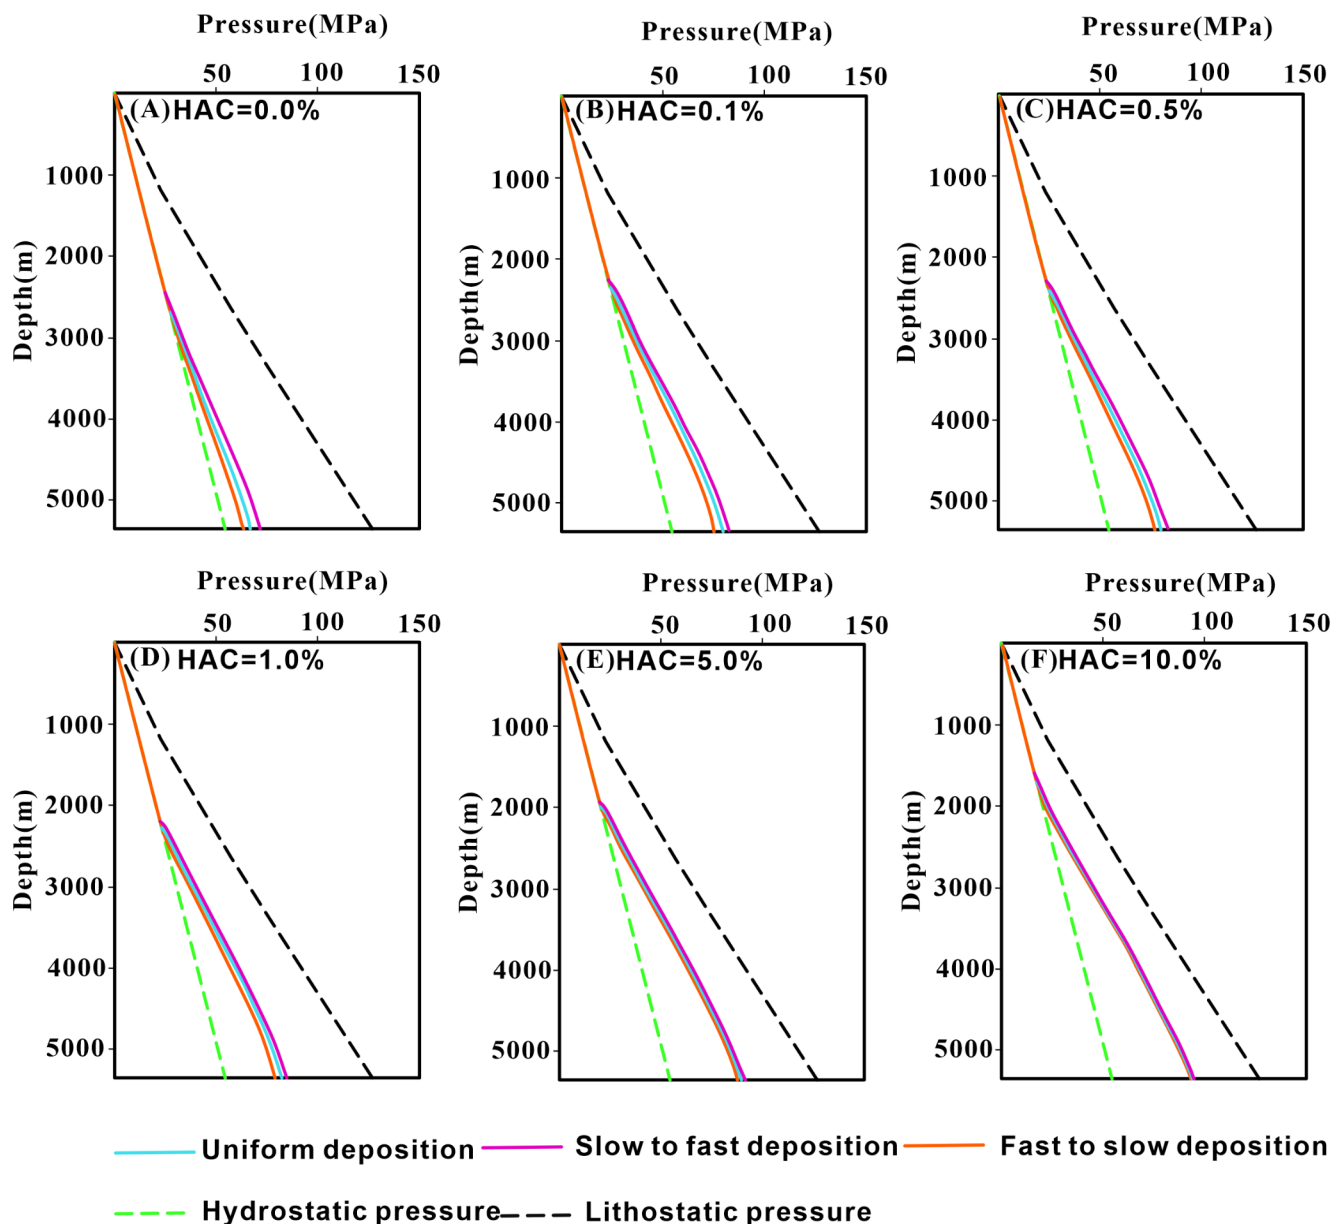 Pressure(MPa)
50 100 150
(A)HAC=0.0%
1000
2000
3000
4000
5000
Depth(m)
Pressure(MPa)
50 100 150
(B)HAC=0.1%
1000
2000
3000
4000
5000
Depth(m)
Pressure(MPa)
50 100 150
(C)HAC=0.5%
1000
2000
3000
4000
5000
Depth(m)
Pressure(MPa)
50 100 150
(D) HAC=1.0%
1000
2000
3000
4000
5000
Depth(m)
Pressure(MPa)
50 100 150
(E)HAC=5.0%
1000
2000
3000
4000
5000
Depth(m)
Pressure(MPa)
50 100 150
(F)HAC=10.0%
1000
2000
3000
4000
5000
Depth(m)
Uniform deposition Slow to fast deposition Fast to slow deposition
Hydrostatic pressure Lithostatic pressure